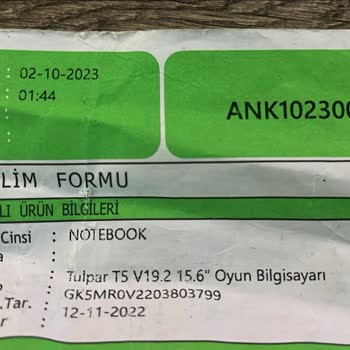 : 02-10-2023
: 01:44
ANK102300
LİM FORMU
LI ÜRÜN BİLGİLERİ
Cinsi : NOTEBOOK
a :
: Tulpar T5 V19.2 15.6" Oyun Bilgisayarı
o : GK5MR0V2203803799
.Tar. : 12-11-2022
r :